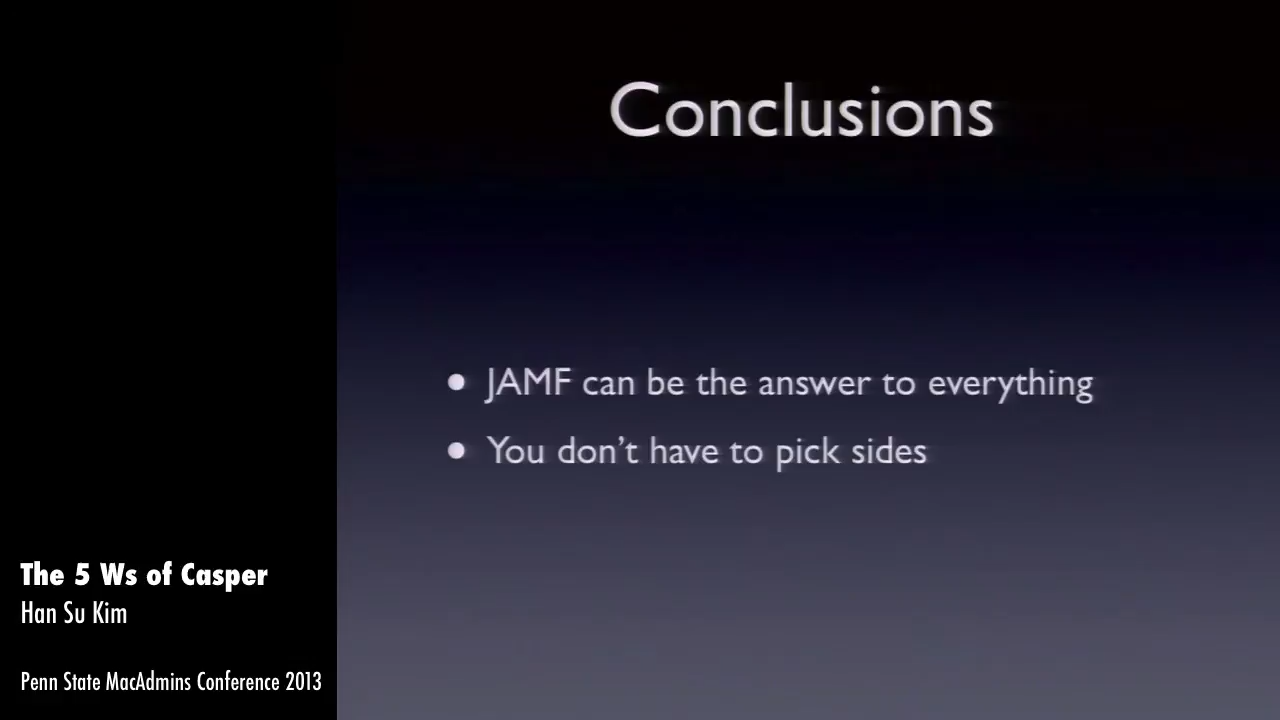 Conclusions
• JAMF can be the answer to everything
• You don’t have to pick sides
The 5 Ws of Casper
Han Su Kim
Penn State MacAdmins Conference 2013